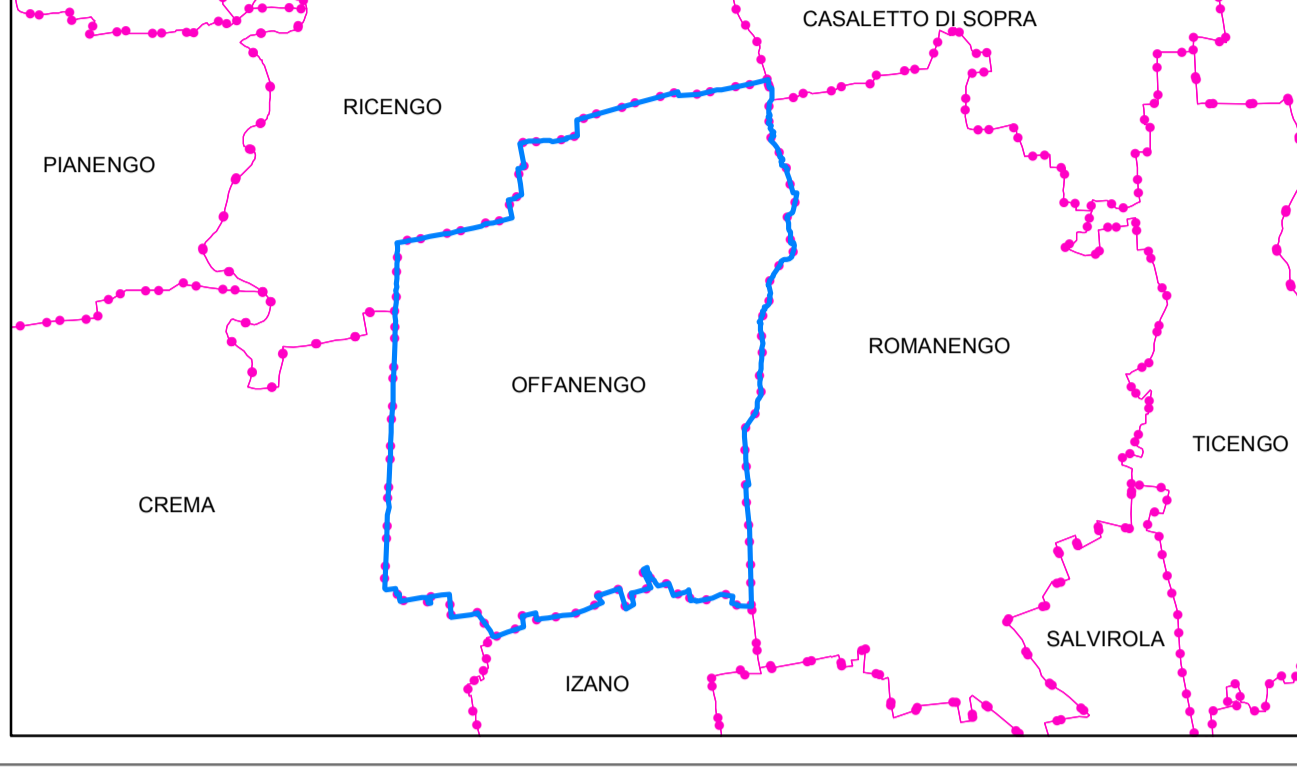 CASALETTO DI SOPRA
RICENGO
PIANENGO
ROMANENGO
OFFANENGO
TICENGO
CREMA
SALVIROLA
IZANO